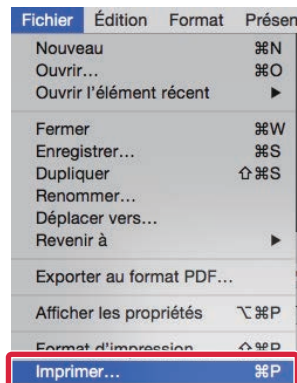 Fichier Édition Format Présen
Nouveau ⌘N
Ouvrir… ⌘O
Ouvrir l’élément récent ▶
Fermer ⌘W
Enregistrer… ⌘S
Dupliquer ⇧⌘S
Renommer…
Déplacer vers…
Revenir à ▶
Exporter au format PDF…
Afficher les propriétés ⌥⌘P
Format d’impression ⇧⌘P
Imprimer… ⌘P